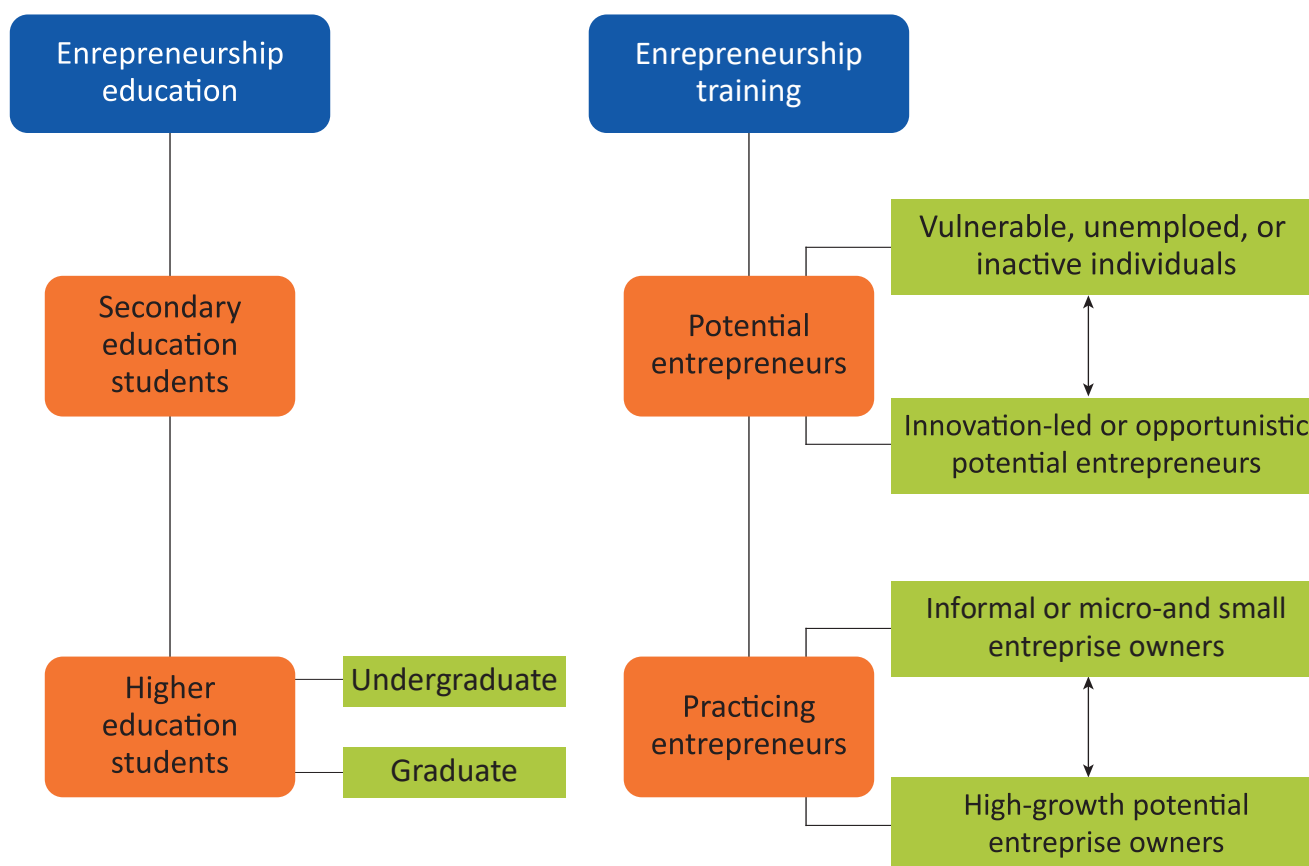 Enrepreneurship
education
Secondary
education
students
Higher
education
students
Undergraduate
Graduate
Enrepreneurship
training
Potential
entrepreneurs
Vulnerable, unemploed, or
inactive individuals
Innovation-led or opportunistic
potential entrepreneurs
Practicing
entrepreneurs
Informal or micro-and small
entreprise owners
High-growth potential
entreprise owners